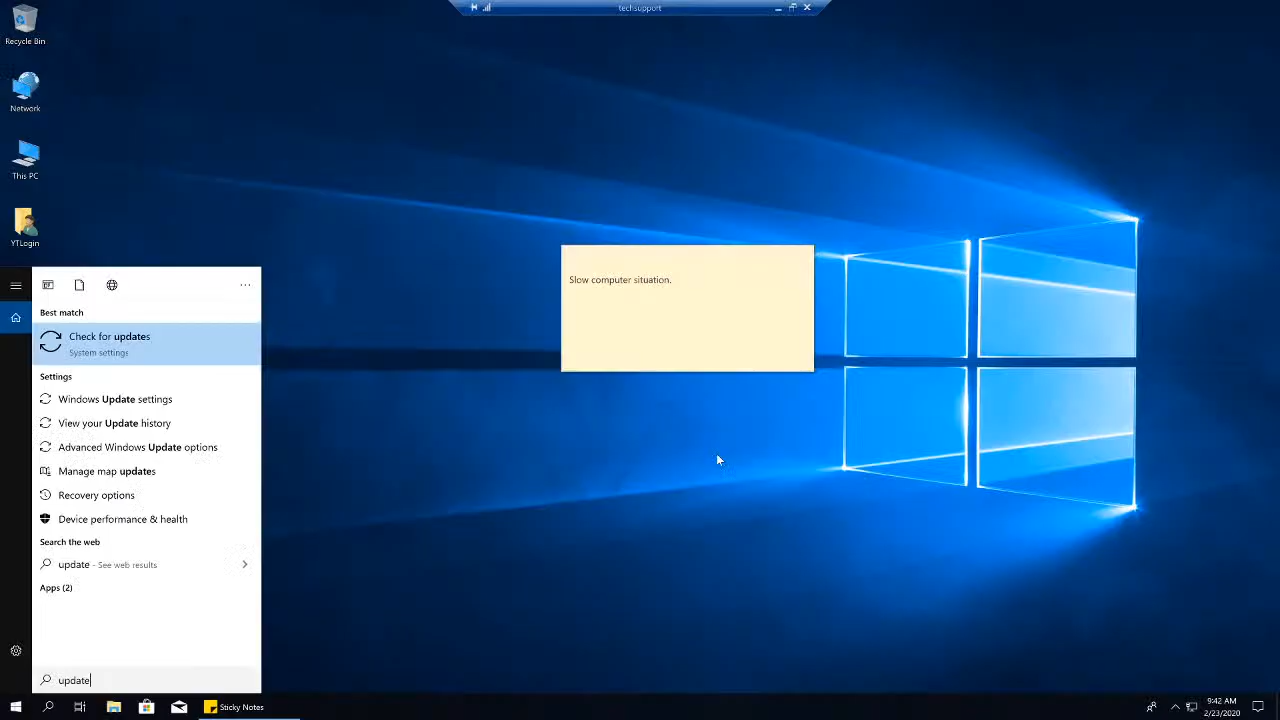 techsupport
Recycle Bin
Network
This PC
YTLogin
Slow computer situation.
Best match
Check for updates
System settings
Settings
Windows Update settings
View your Update history
Advanced Windows Update options
Manage map updates
Recovery options
Device performance & health
Search the web
update - See web results
Apps (2)
update
Sticky Notes
9:42 AM
2/23/2020